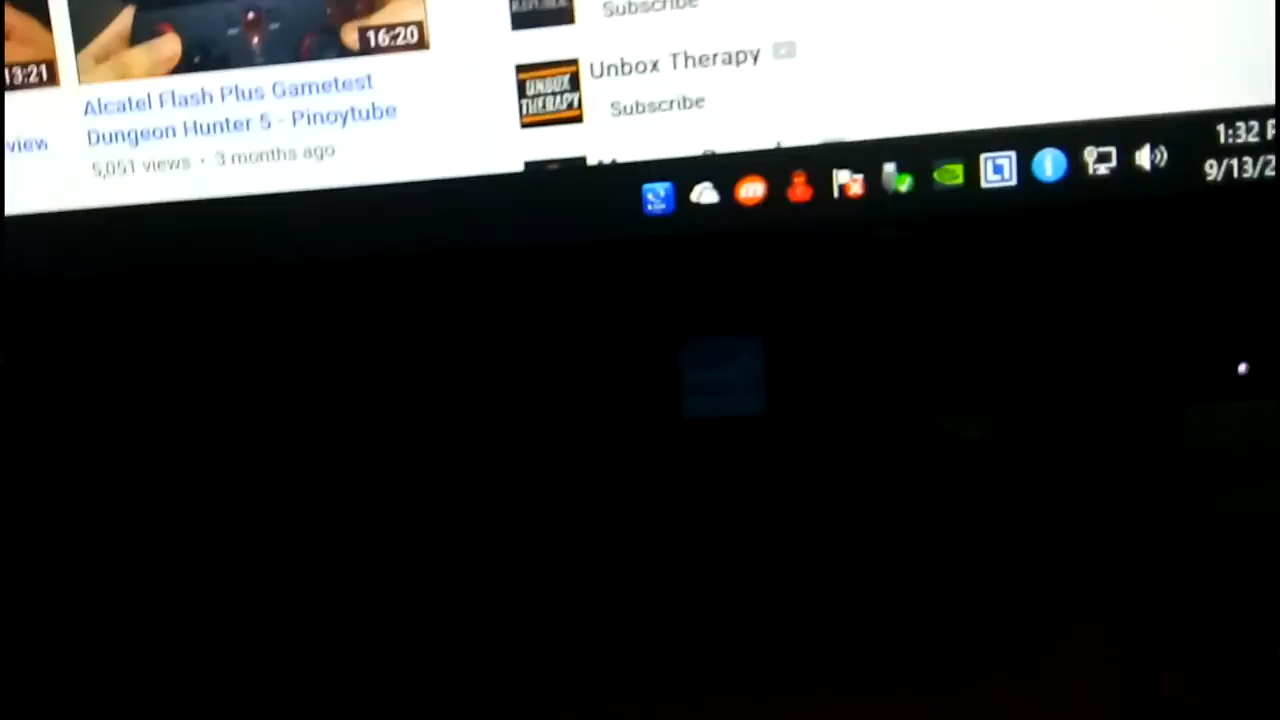 13:21
16:20
Alcatel Flash Plus Gametest
Dungeon Hunter 5 - Pinoytube
5,051 views · 3 months ago
view
Subscribe
UNBOX
THERAPY
Unbox Therapy
Subscribe
1:32
9/13/2